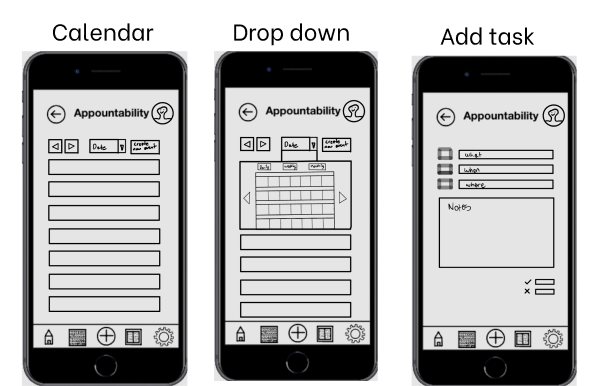 Calendar
Appountability
Date
Create new event
Drop down
Appountability
Date
Create new event
Daily weekly monthly
Add task
Appountability
what
when
where
Notes